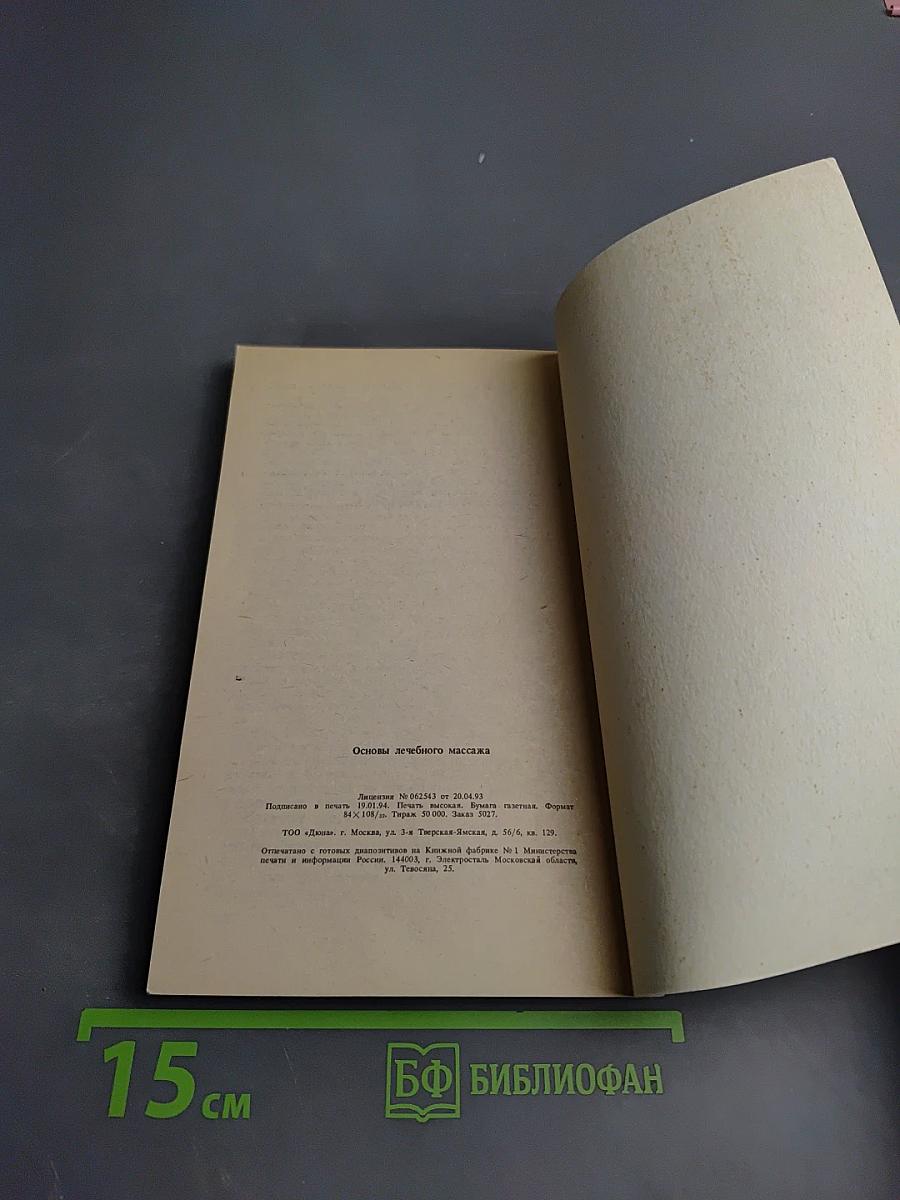 Основы лечебного массажа
Лицензия № 062543 от 20.04.93
Подписано в печать 19.01.94. Печать высокая. Бумага газетная. Формат
84×108/32. Тираж 50 000. Заказ 5027.
ТОО «Дюна». г. Москва, ул. 3-я Тверская-Ямская, д. 56/6, кв. 129.
Отпечатано с готовых диапозитивов на Книжной фабрике № 1 Министерства
печати и информации России. 144003, г. Электросталь Московской области,
ул. Тевосяна, 25.
15 см
БФ БИБЛИОФАН